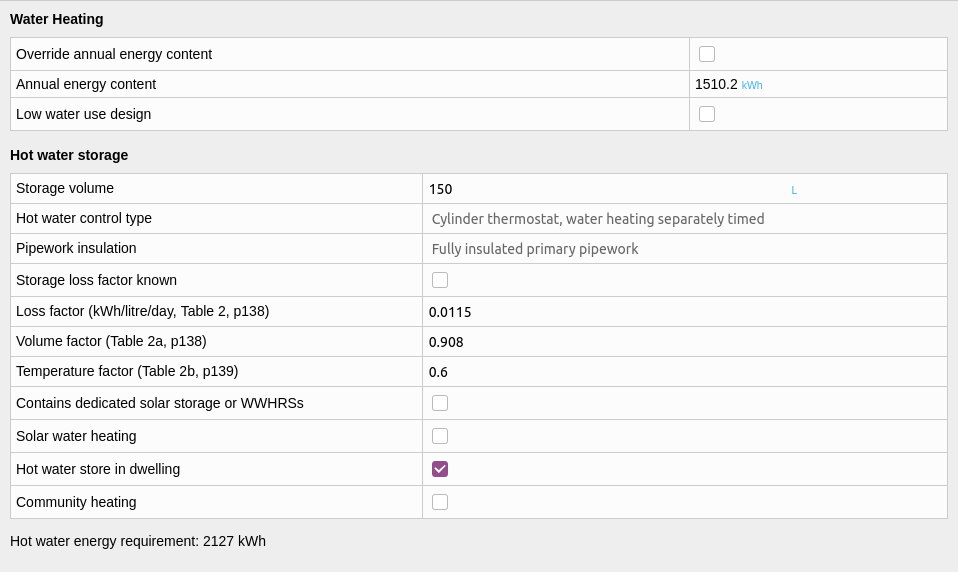 Water Heating
Override annual energy content
Annual energy content 1510.2 kWh
Low water use design
Hot water storage
Storage volume 150 L
Hot water control type Cylinder thermostat, water heating separately timed
Pipework insulation Fully insulated primary pipework
Storage loss factor known
Loss factor (kWh/litre/day, Table 2, p138) 0.0115
Volume factor (Table 2a, p138) 0.908
Temperature factor (Table 2b, p139) 0.6
Contains dedicated solar storage or WWHRSs
Solar water heating
Hot water store in dwelling
Community heating
Hot water energy requirement: 2127 kWh